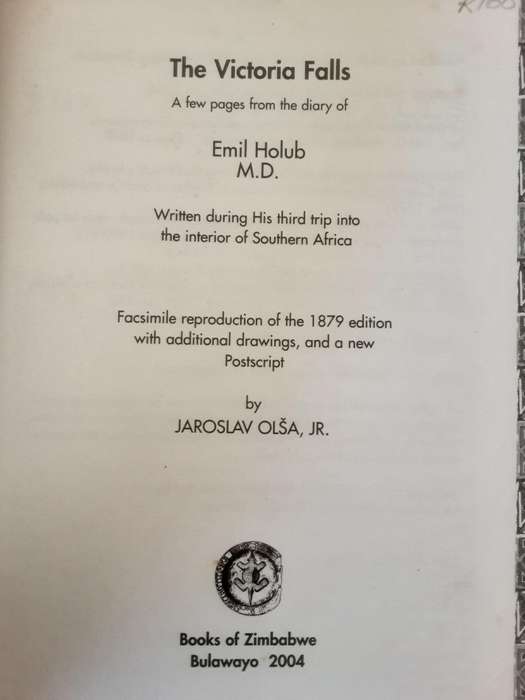 The Victoria Falls
A few pages from the diary of
Emil Holub
M.D.
Written during His third trip into
the interior of Southern Africa
Facsimile reproduction of the 1879 edition
with additional drawings, and a new
Postscript
by
JAROSLAV OLŠA, JR.
Books of Zimbabwe
Bulawayo 2004